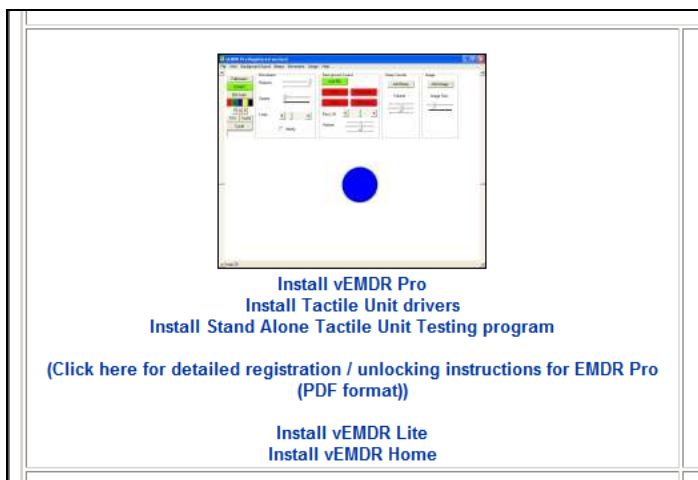 Install vEMDR Pro
Install Tactile Unit drivers
Install Stand Alone Tactile Unit Testing program
(Click here for detailed registration / unlocking instructions for EMDR Pro
(PDF format))
Install vEMDR Lite
Install vEMDR Home